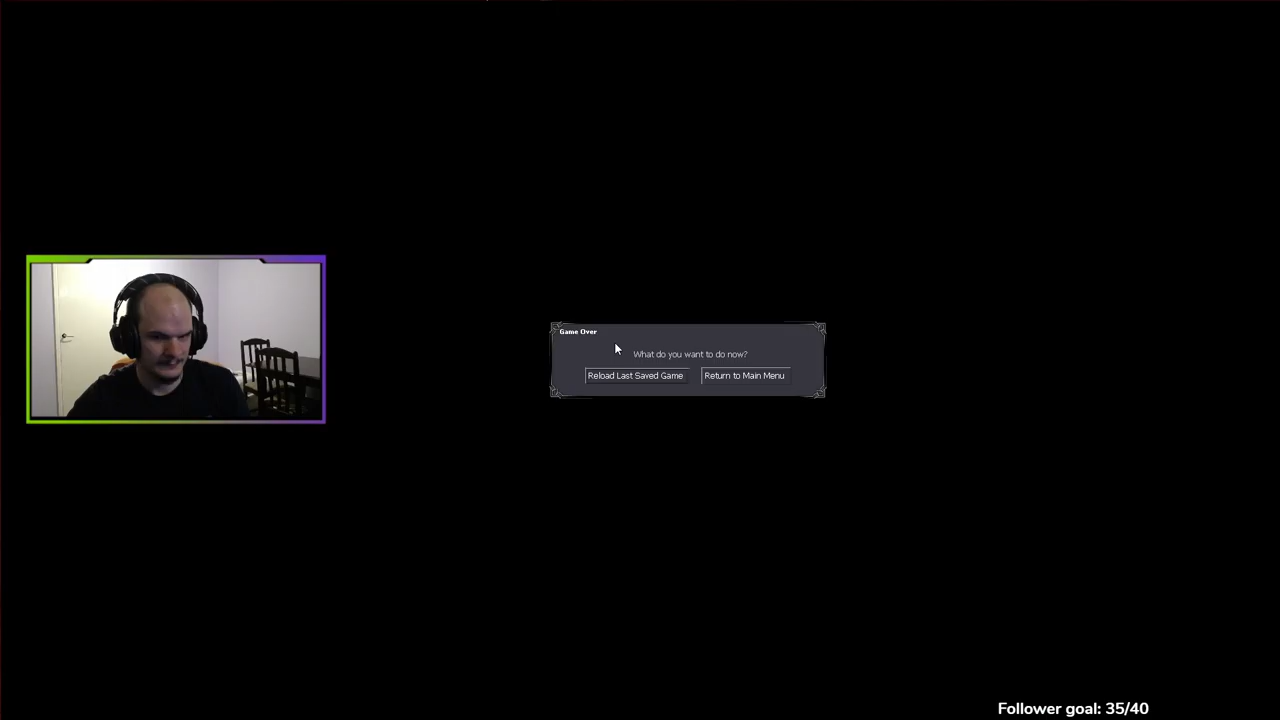 Game Over
What do you want to do now?
Reload Last Saved Game
Return to Main Menu
Follower goal: 35/40